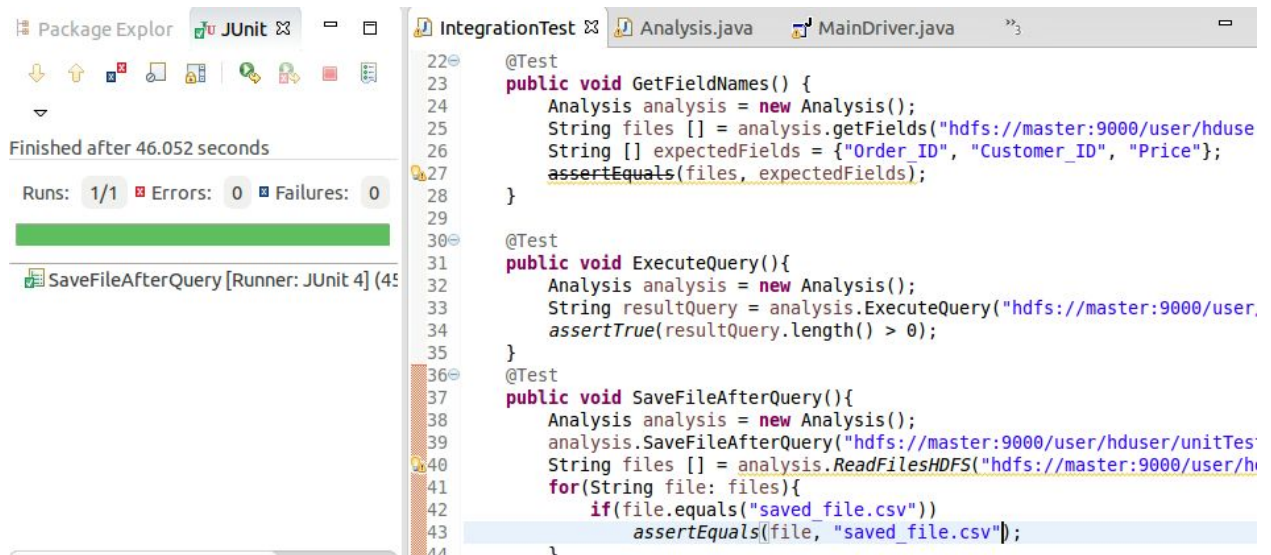 Package Explor JUnit
Finished after 46.052 seconds
Runs: 1/1 Errors: 0 Failures: 0
SaveFileAfterQuery [Runner: JUnit 4] (45
IntegrationTest Analysis.java MainDriver.java »3
22 @Test
23 public void GetFieldNames() {
24 Analysis analysis = new Analysis();
25 String files [] = analysis.getFields("hdfs://master:9000/user/hduse
26 String [] expectedFields = {"Order_ID", "Customer_ID", "Price"};
27 assertEquals(files, expectedFields);
28 }
29
30 @Test
31 public void ExecuteQuery(){
32 Analysis analysis = new Analysis();
33 String resultQuery = analysis.ExecuteQuery("hdfs://master:9000/user/
34 assertTrue(resultQuery.length() > 0);
35 }
36 @Test
37 public void SaveFileAfterQuery(){
38 Analysis analysis = new Analysis();
39 analysis.SaveFileAfterQuery("hdfs://master:9000/user/hduser/unitTes
40 String files [] = analysis.ReadFilesHDFS("hdfs://master:9000/user/h
41 for(String file: files){
42 if(file.equals("saved_file.csv"))
43 assertEquals(file, "saved_file.csv");
44 }